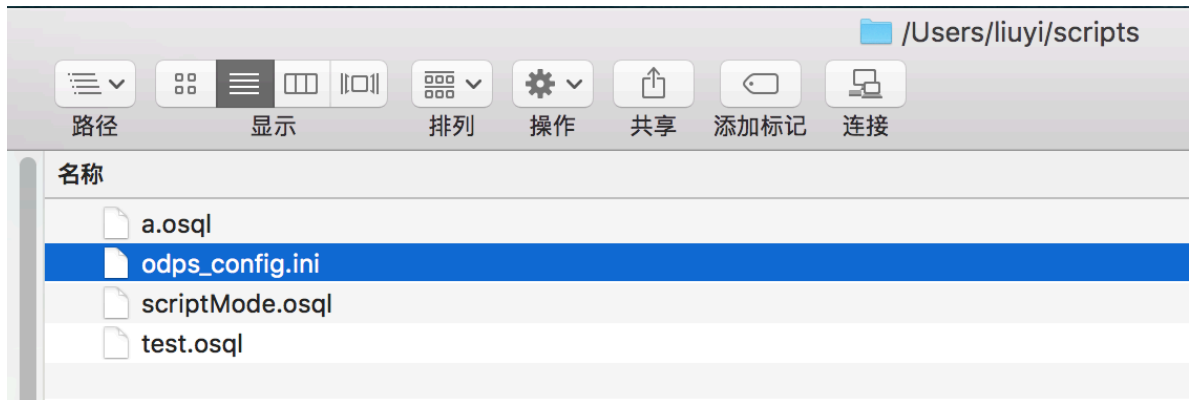 /Users/liuyi/scripts
路径 显示 排列 操作 共享 添加标记 连接
名称
a.osql
odps_config.ini
scriptMode.osql
test.osql